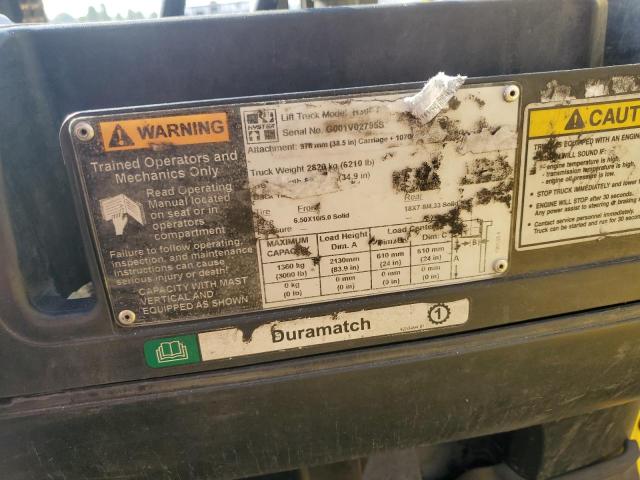 WARNING
Trained Operators and
Mechanics Only
Read Operating
Manual located
on seat or in
operators
compartment
Failure to follow operating,
inspection, and maintenance
instructions can cause
serious injury or death!
CAPACITY WITH MAST
VERTICAL AND
EQUIPPED AS SHOWN
HYSTER
Lift Truck Model
Serial No. G001V02795S
Attachment: 978 mm (38.5 in) Carriage + 1070
Truck Weight 2820 kg (6210 lb)
(34.9 in)
Front
Rear
6.50X10/5.0 Solid
18X7-8/4.33 Solid
MAXIMUM
Load Height
Dim. A
Load Center
Dim. C
1360 kg
(3000 lb)
2130mm
(83.9 in)
610 mm
(24 in)
610 mm
(24 in)
0 kg
(0 lb)
0 mm
(0 in)
0 mm
(0 in)
0 mm
(0 in)
B
A
Duramatch
1
EQUIPPED WITH AN
WILL SOUND IF:
- engine temperature is high.
- transmission temperature is high.
- engine oil pressure is low.
STOP TRUCK IMMEDIATELY and lower
ENGINE WILL STOP after 30 seconds.
Any power assist to steering & braking
Contact service personnel immediately.
Truck can be started and run for 30 seconds